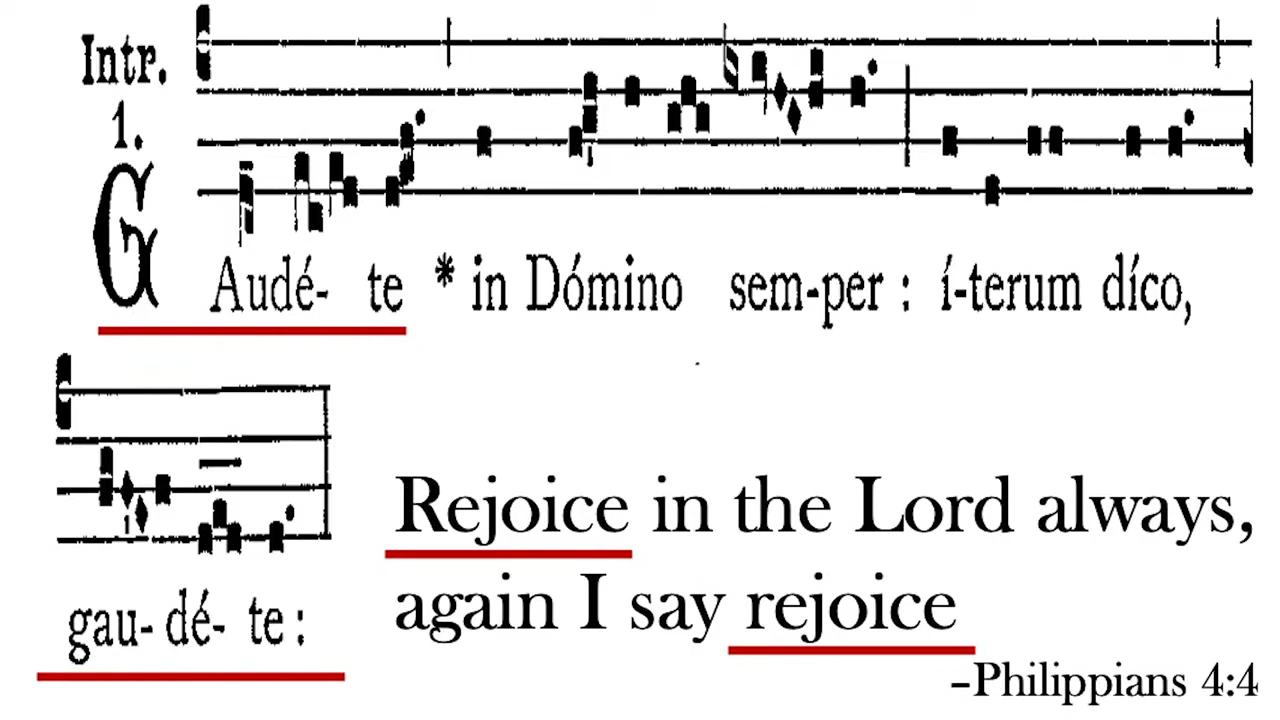 Intr.
1.
GAudé- te * in Dómino sem-per : í-terum díco,
gau-dé- te :
Rejoice in the Lord always,
again I say rejoice
–Philippians 4:4